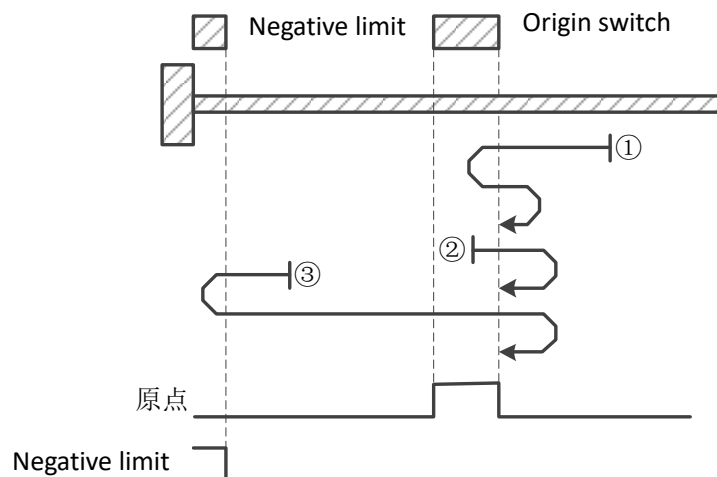 Negative limit
Origin switch
①
②
③
原点
Negative limit